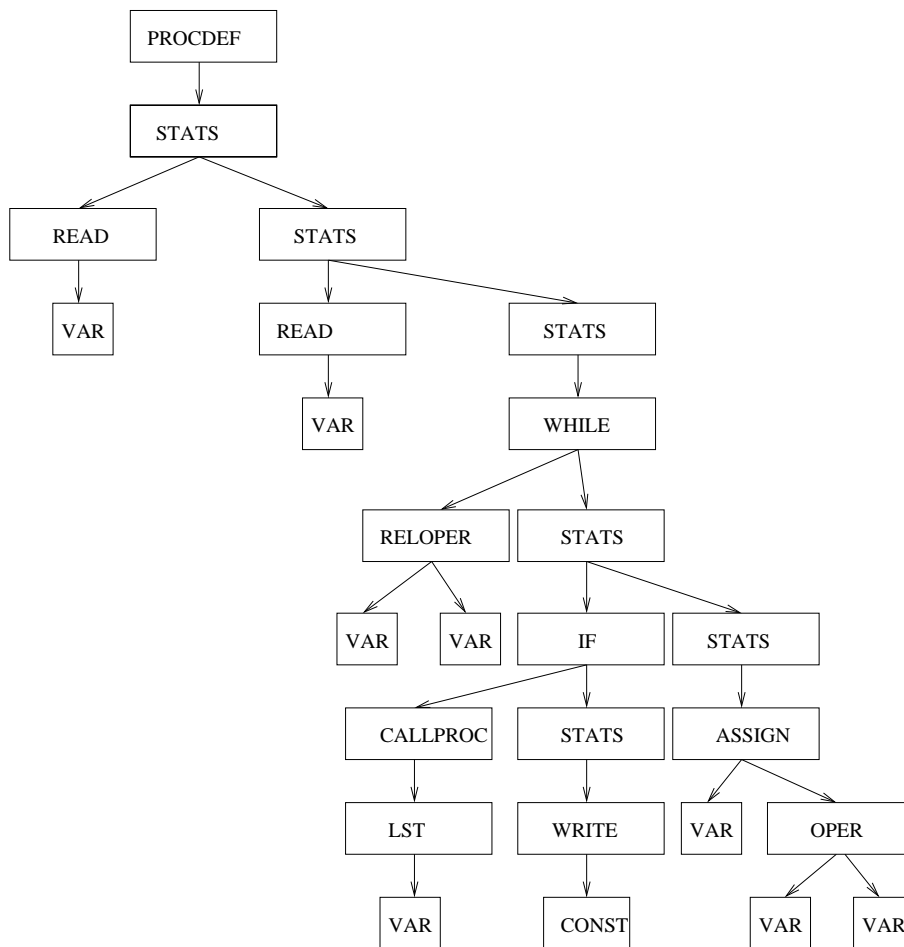 PROCDEF
STATS
READ
STATS
VAR
READ
STATS
VAR
WHILE
RELOPER
STATS
VAR
VAR
IF
STATS
CALLPROC
STATS
ASSIGN
LST
WRITE
VAR
OPER
VAR
CONST
VAR
VAR